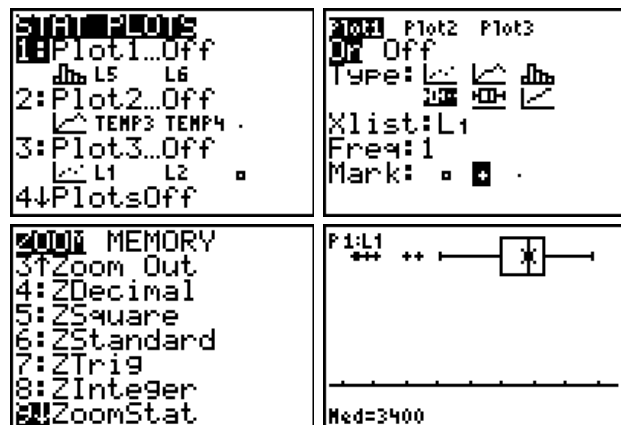 STAT PLOTS
1:Plot1…Off
L5 L6
2:Plot2…Off
TEMP3 TEMP4
3:Plot3…Off
L1 L2
4↓PlotsOff
Plot1 Plot2 Plot3
On Off
Type:
Xlist:L1
Freq:1
Mark:
ZOOM MEMORY
3↑Zoom Out
4:ZDecimal
5:ZSquare
6:ZStandard
7:ZTrig
8:ZInteger
9↓ZoomStat
P1:L1
Med=3400